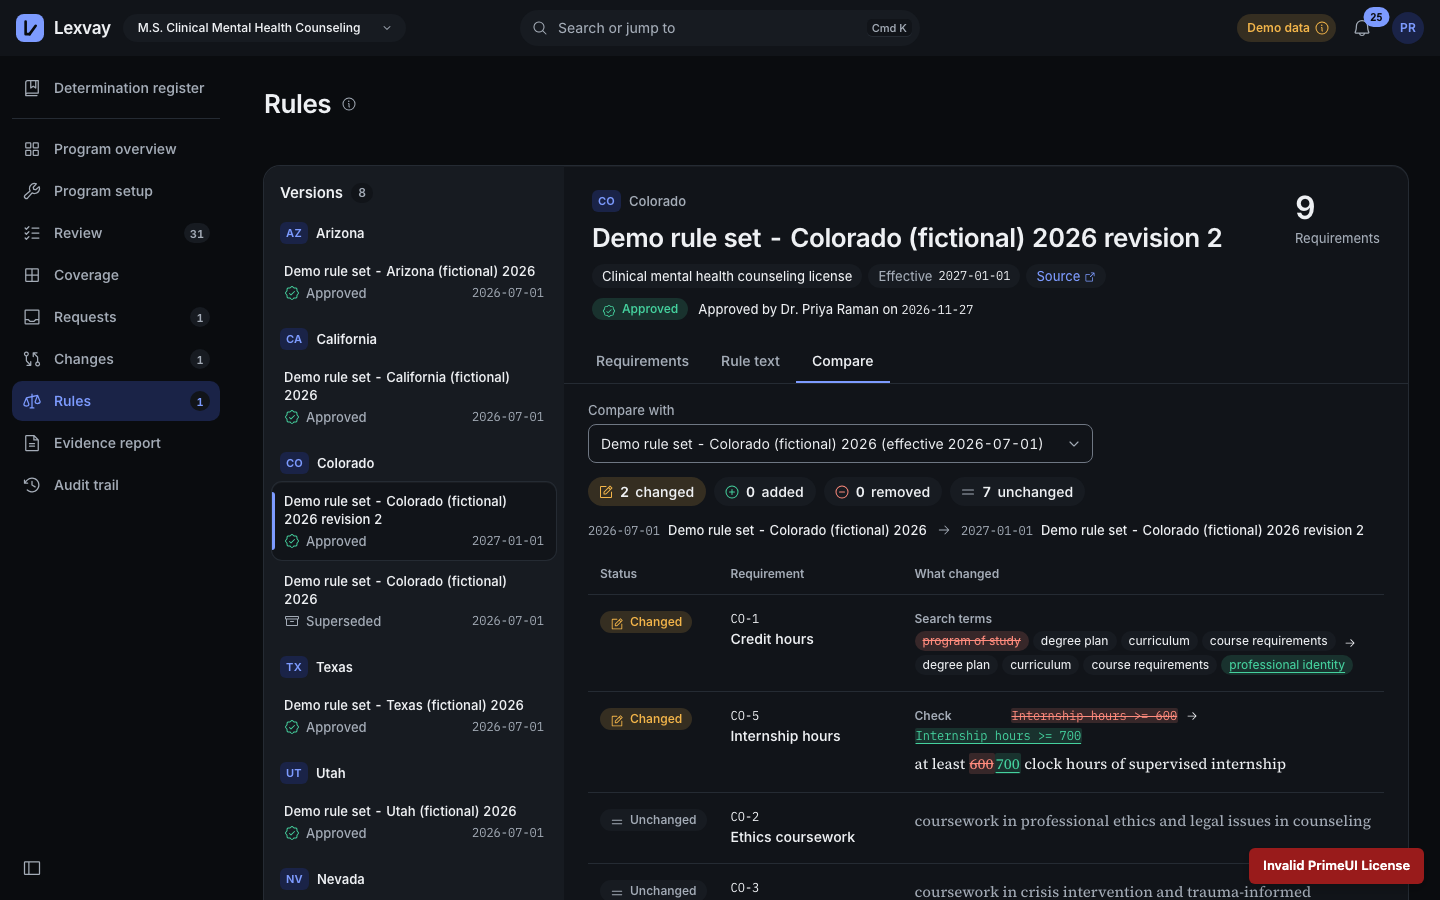 Lexvay
M.S. Clinical Mental Health Counseling
Search or jump to
Cmd K
Demo data
25
PR
Determination register
Program overview
Program setup
Review 31
Coverage
Requests 1
Changes 1
Rules 1
Evidence report
Audit trail
Rules
Versions 8
AZ Arizona
Demo rule set - Arizona (fictional) 2026
Approved 2026-07-01
CA California
Demo rule set - California (fictional)
2026
Approved 2026-07-01
CO Colorado
Demo rule set - Colorado (fictional)
2026 revision 2
Approved 2027-01-01
Demo rule set - Colorado (fictional)
2026
Superseded 2026-07-01
TX Texas
Demo rule set - Texas (fictional) 2026
Approved 2026-07-01
UT Utah
Demo rule set - Utah (fictional) 2026
Approved 2026-07-01
NV Nevada
CO Colorado
Demo rule set - Colorado (fictional) 2026 revision 2
9
Requirements
Clinical mental health counseling license
Effective 2027-01-01
Source
Approved Approved by Dr. Priya Raman on 2026-11-27
Requirements Rule text Compare
Compare with
Demo rule set - Colorado (fictional) 2026 (effective 2026-07-01)
2 changed 0 added 0 removed 7 unchanged
2026-07-01 Demo rule set - Colorado (fictional) 2026 → 2027-01-01 Demo rule set - Colorado (fictional) 2026 revision 2
Status Requirement What changed
Changed
CO-1
Credit hours
Search terms
program of study degree plan curriculum course requirements →
degree plan curriculum course requirements professional identity
Changed
CO-5
Internship hours
Check Internship hours >= 600 →
Internship hours >= 700
at least 600 700 clock hours of supervised internship
Unchanged
CO-2
Ethics coursework
coursework in professional ethics and legal issues in counseling
Unchanged
CO-3
coursework in crisis intervention and trauma-informed
Invalid PrimeUI License